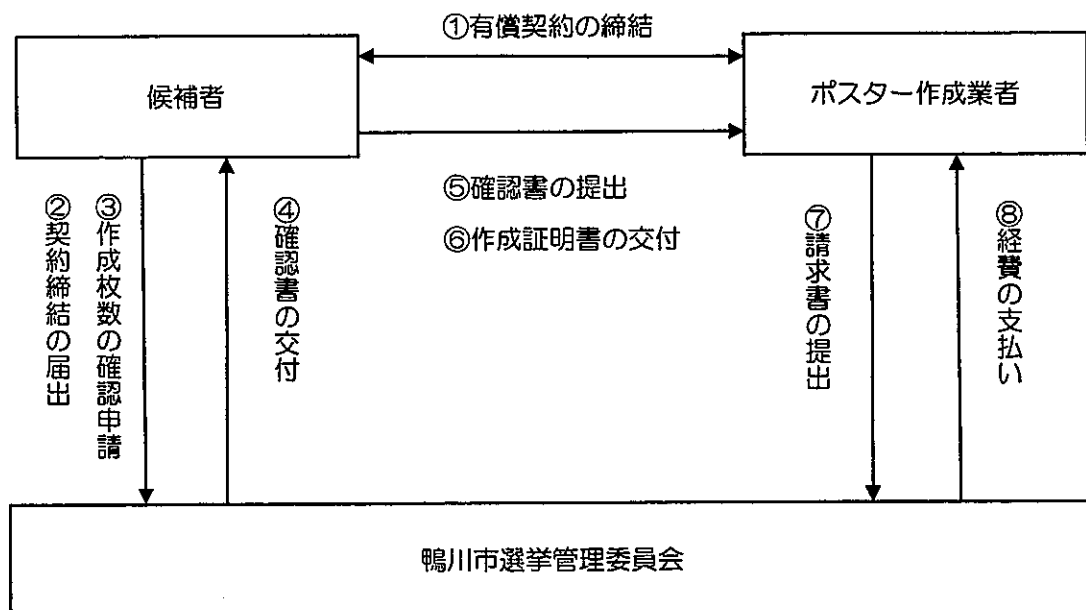 ①有償契約の締結
候補者
ポスター作成業者
⑤確認書の提出
⑥作成証明書の交付
②契約締結の届出
③作成枚数の確認申請
④確認書の交付
⑦請求書の提出
⑧経費の支払い
鴨川市選挙管理委員会